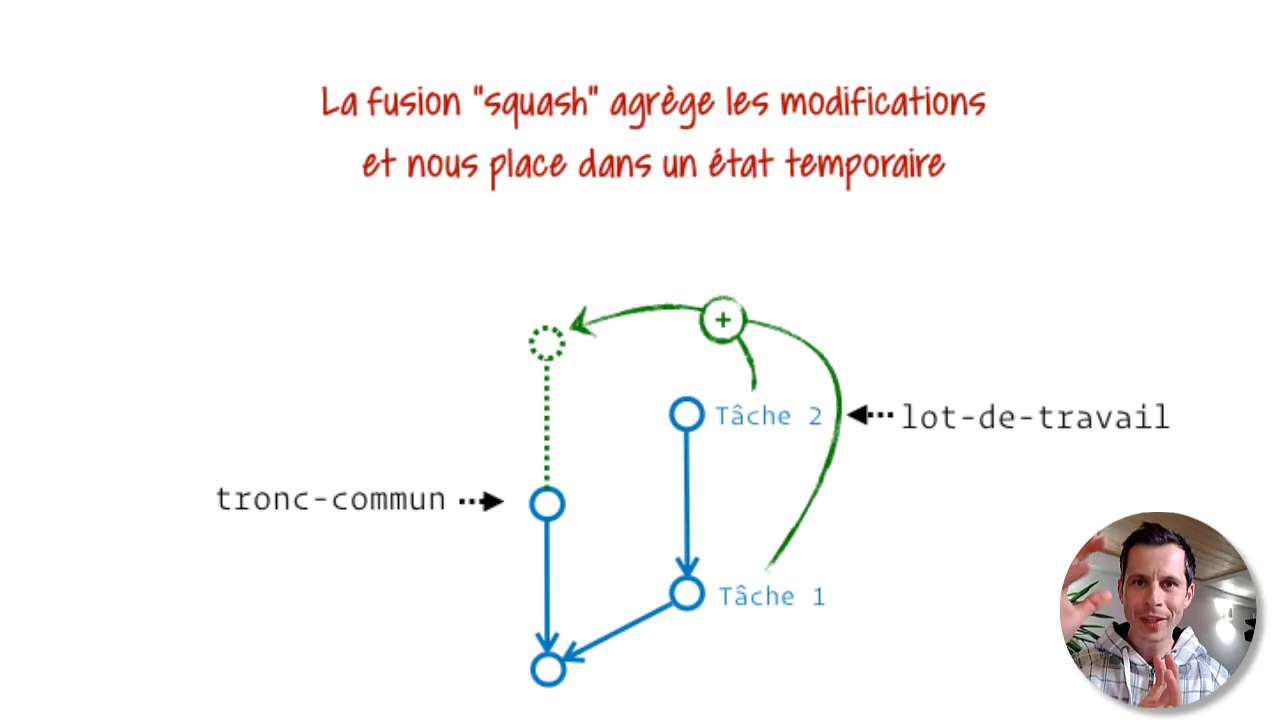 La fusion "squash" agrège les modifications
et nous place dans un état temporaire
+
Tâche 2
lot-de-travail
tronc-commun
Tâche 1